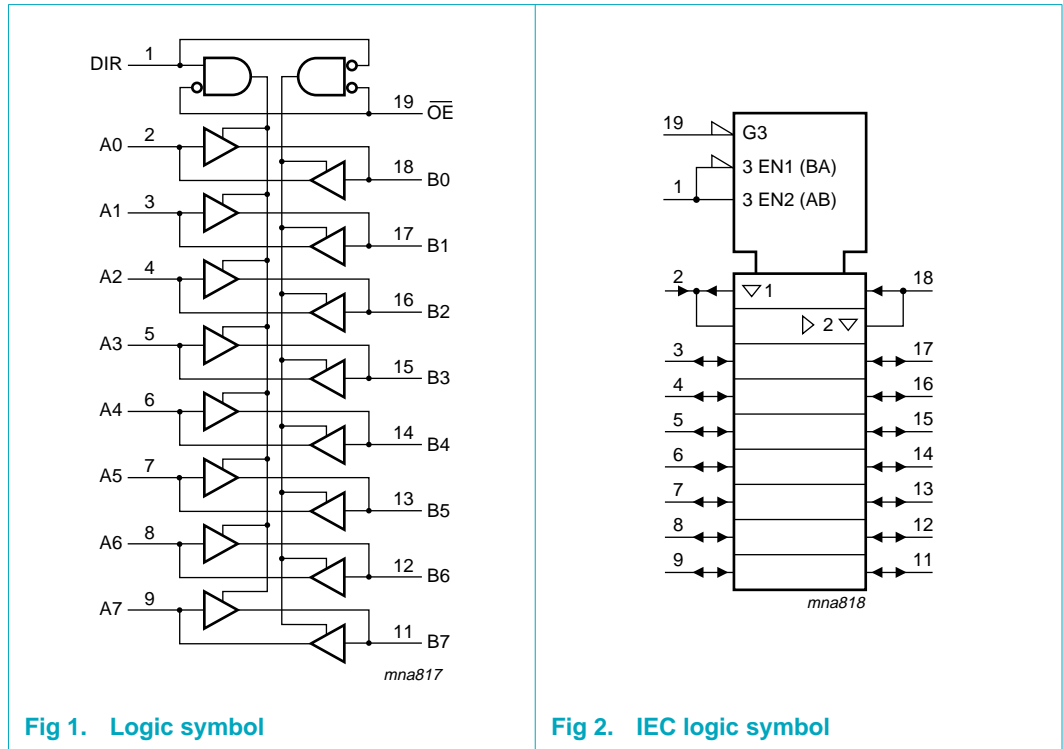 DIR 1
19 OE
A0 2
18 B0
A1 3
17 B1
A2 4
16 B2
A3 5
15 B3
A4 6
14 B4
A5 7
13 B5
A6 8
12 B6
A7 9
11 B7
mna817
Fig 1. Logic symbol
19 G3
3 EN1 (BA)
1 3 EN2 (AB)
2 1 18
2
3 17
4 16
5 15
6 14
7 13
8 12
9 11
mna818
Fig 2. IEC logic symbol